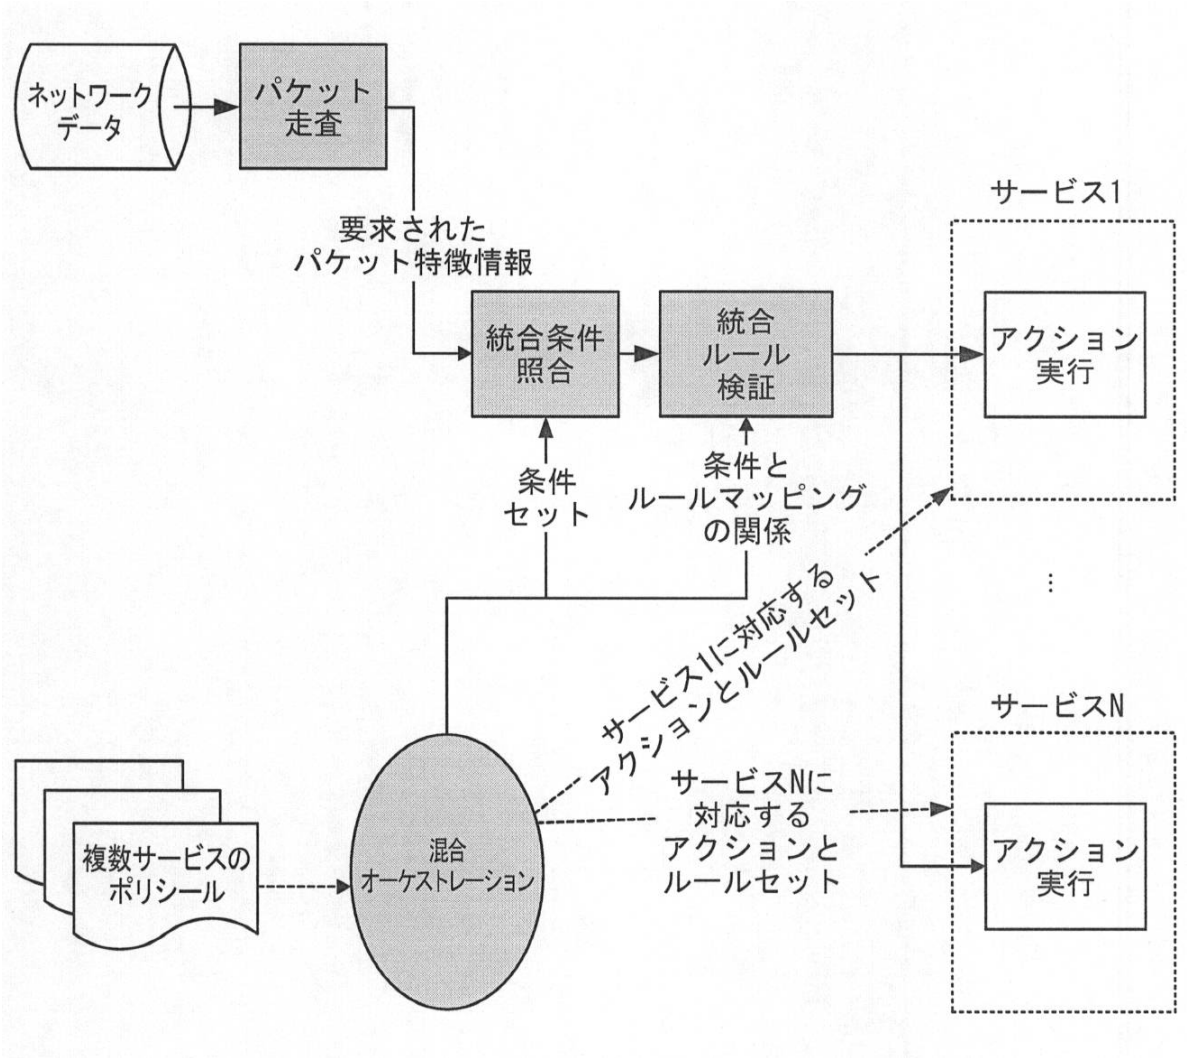 ネットワーク
データ
パケット
走査
要求された
パケット特徴情報
サービス1
統合条件
照合
統合
ルール
検証
アクション
実行
条件
セット
条件と
ルールマッピング
の関係
サービス1に対応する
アクションとルールセット
⋮
サービスN
サービスNに
対応する
アクションと
ルールセット
アクション
実行
複数サービスの
ポリシール
混合
オーケストレーション